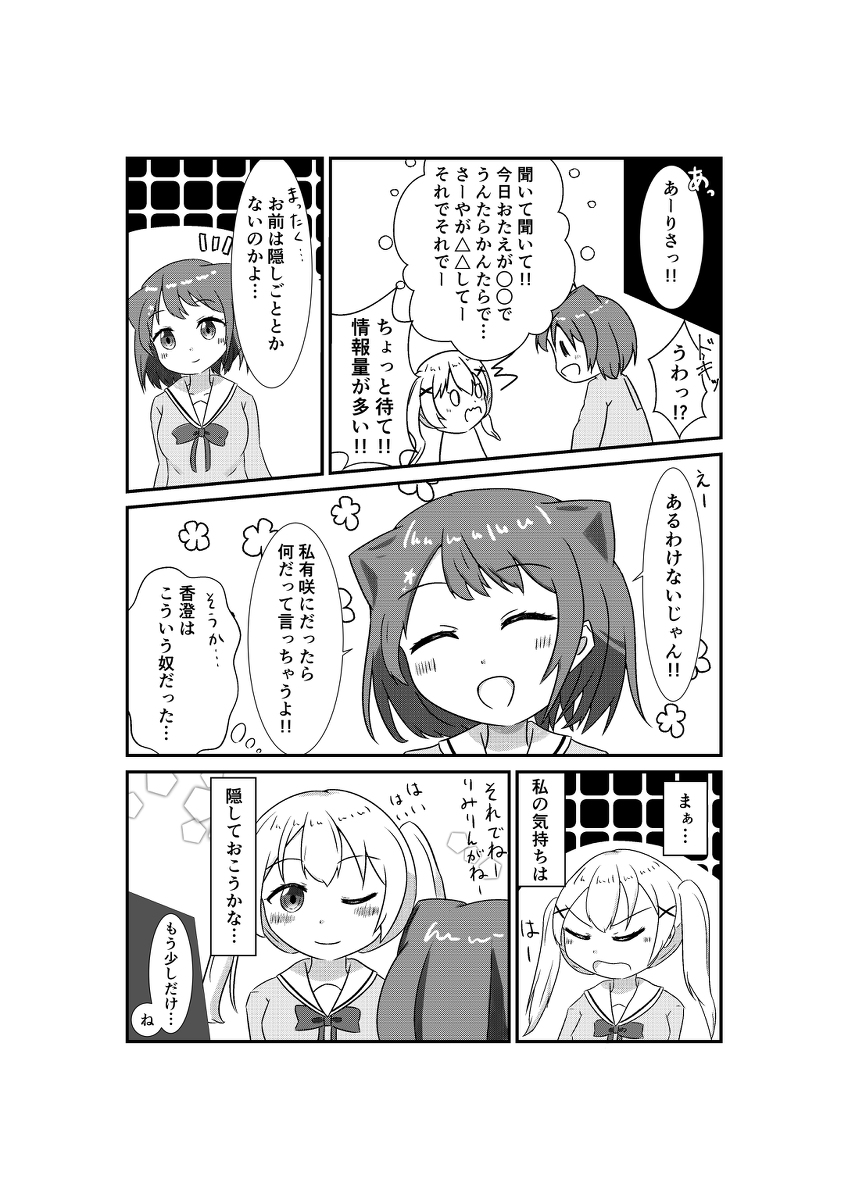 あっ
あーりさっ!!
ドキッ
うわっ!?
聞いて聞いて!!
今日おたえが〇〇で
うんたらかんたらで…
さーやが△△してー
それでそれでー
ちょっと待て!!
情報量が多い!!
まったく…
お前は隠しごととか
ないのかよ…
えー
あるわけないじゃん!!
私有咲にだったら
何だって言っちゃうよ!!
そうか…
香澄は
こういう奴だった…
まぁ…
私の気持ちは
はー
それでねー
りみりんがねー
はいはい
隠しておこうかな…
もう少しだけ…
ね